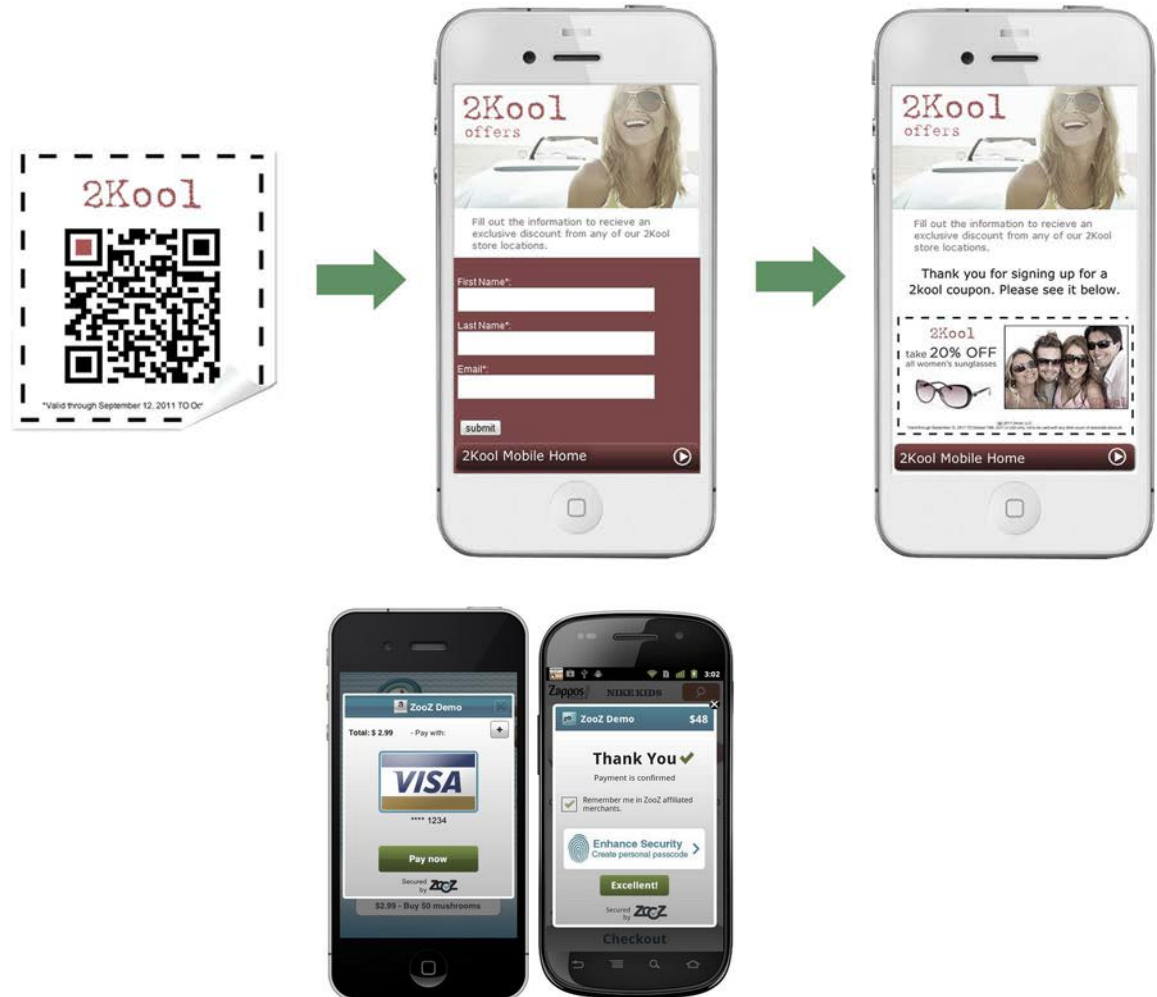 2Kool
*Valid through September 12, 2011 TO Oc
2Kool
offers
Fill out the information to recieve an
exclusive discount from any of our 2Kool
store locations.
First Name*:
Last Name*:
Email*:
submit
2Kool Mobile Home
2Kool
offers
Fill out the information to recieve an
exclusive discount from any of our 2Kool
store locations.
Thank you for signing up for a
2kool coupon. Please see it below.
2Kool
take 20% OFF
all women's sunglasses
2Kool Mobile Home
ZooZ Demo
Total: $ 2.99 - Pay with:
+
VISA
**** 1234
Pay now
Secured
by ZooZ
$2.99 - Buy 50 mushrooms
3:02
Zappos NIKE KIDS
ZooZ Demo $48
Thank You
Payment is confirmed
Remember me in ZooZ affiliated
merchants.
Enhance Security
Create personal passcode
Excellent!
Secured
by ZooZ
Checkout